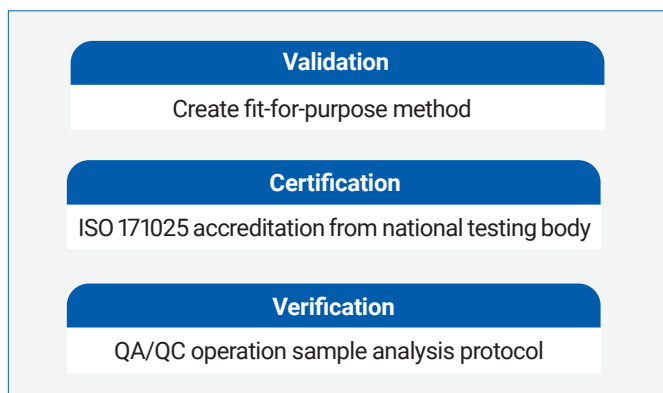 Validation
Create fit-for-purpose method
Certification
ISO 171025 accreditation from national testing body
Verification
QA/QC operation sample analysis protocol